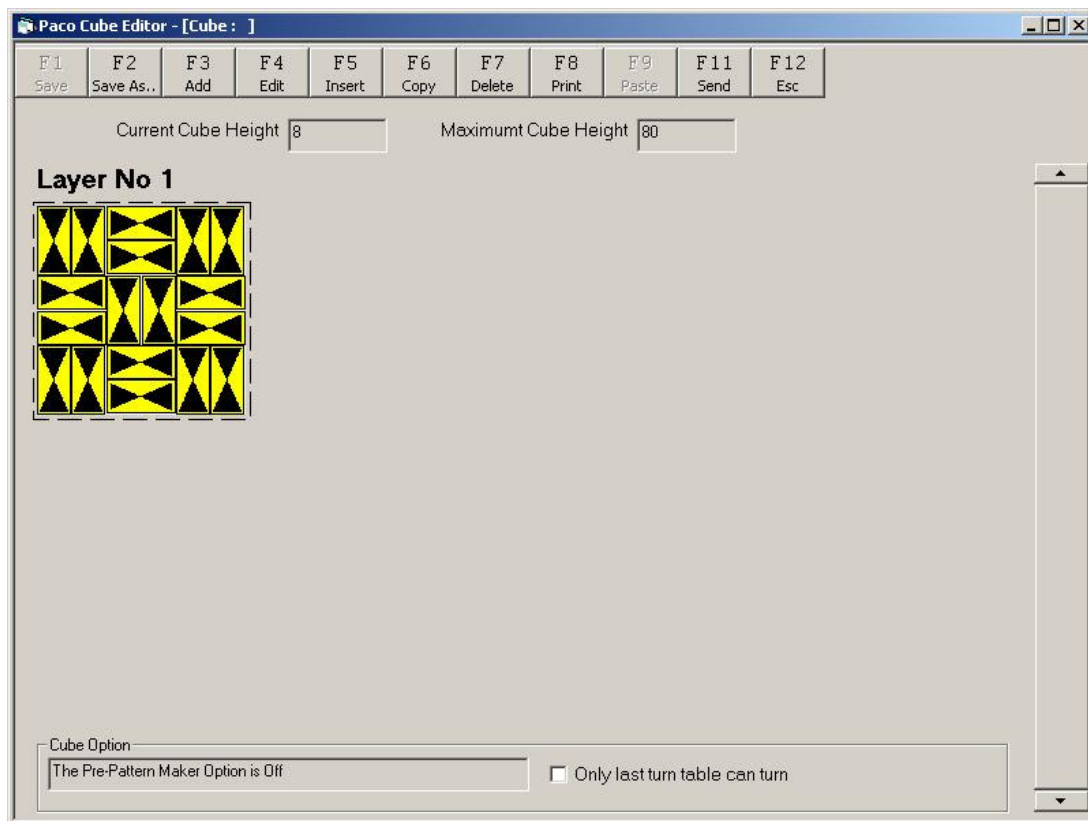 Paco Cube Editor - [Cube : ]
F1 F2 F3 F4 F5 F6 F7 F8 F9 F11 F12
Save Save As.. Add Edit Insert Copy Delete Print Paste Send Esc
Current Cube Height 8 Maximumt Cube Height 80
Layer No 1
Cube Option
The Pre-Pattern Maker Option is Off Only last turn table can turn